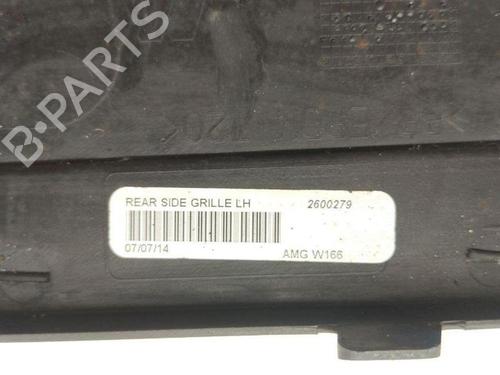 B-PARTS
REAR SIDE GRILLE LH 2600279
07/07/14 AMG W166